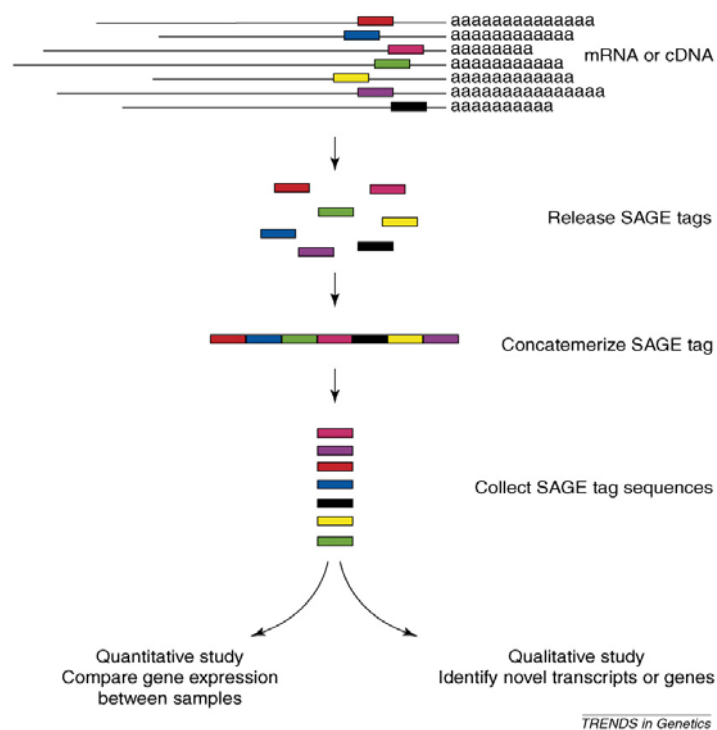 aaaaaaaaaaaaaa
aaaaaaaaaaaa
aaaaaaaa
mRNA or cDNA
aaaaaaaaaaa
aaaaaaaaaaaa
aaaaaaaaaaaaaaa
aaaaaaaaaa
Release SAGE tags
Concatemerize SAGE tag
Collect SAGE tag sequences
Quantitative study
Compare gene expression
between samples
Qualitative study
Identify novel transcripts or genes
TRENDS in Genetics